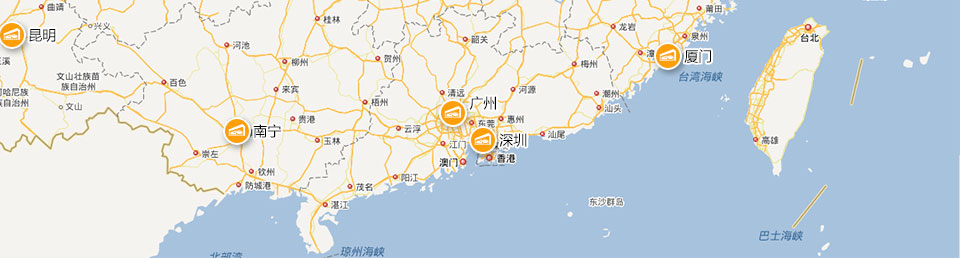 曲靖
桂林
莆田
龙岩
兴义
昆明
泉州
台北
韶关
河池
漳
厦门
柳州
贺州
玉溪
梅州
台湾海峡
文山壮族苗
族自治州
百色
来宾
清远
河源
哈尼族
自治州
潮州
梧州
广州
汕头
文山
贵港
东莞
惠州
南宁
云浮
汕尾
玉林
江门
深圳
高雄
崇左
澳门
香港
钦州
阳江
防城港
茂名
湛江
东沙群岛
巴士海峡
琼州海峡
北部湾